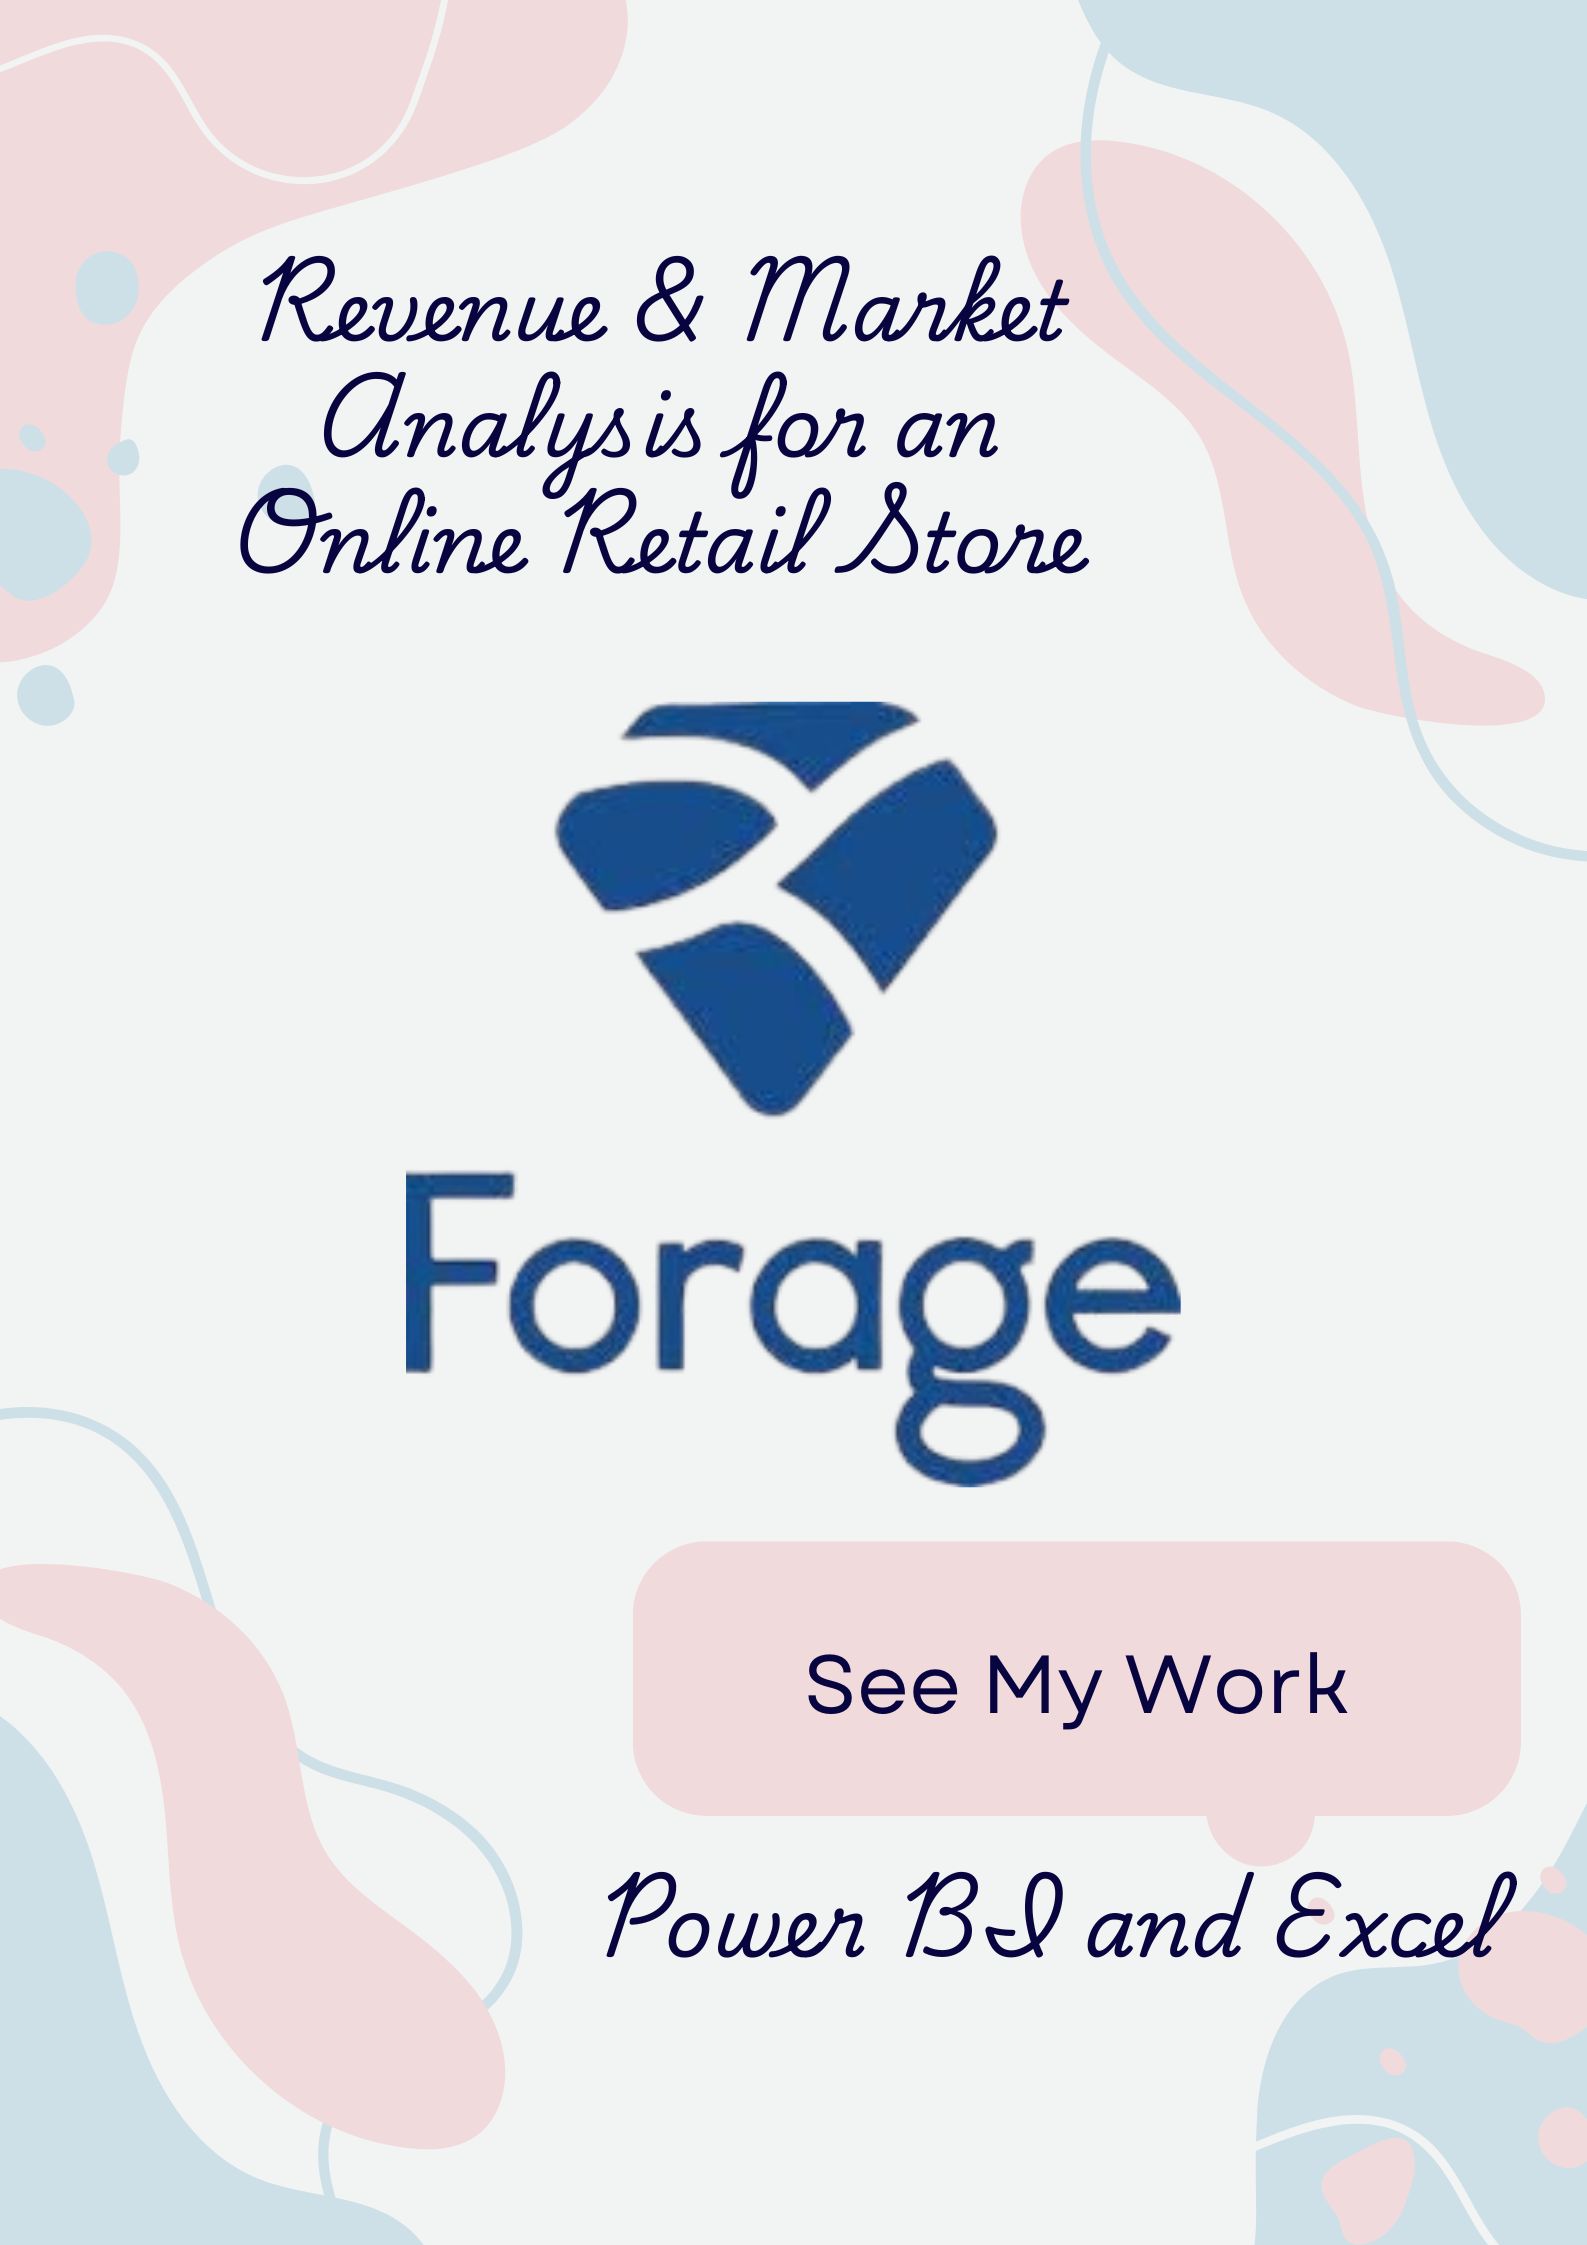 Revenue & Market
Analysis for an
Online Retail Store
Forage
See My Work
Power BI and Excel